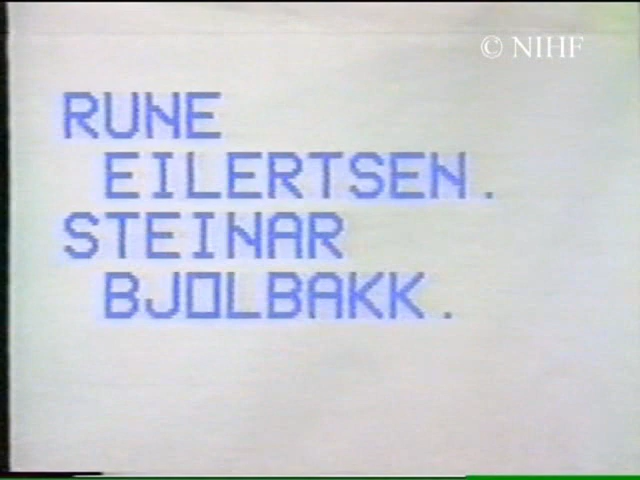 © NIHF
RUNE
EILERTSEN.
STEINAR
BJOLBAKK.